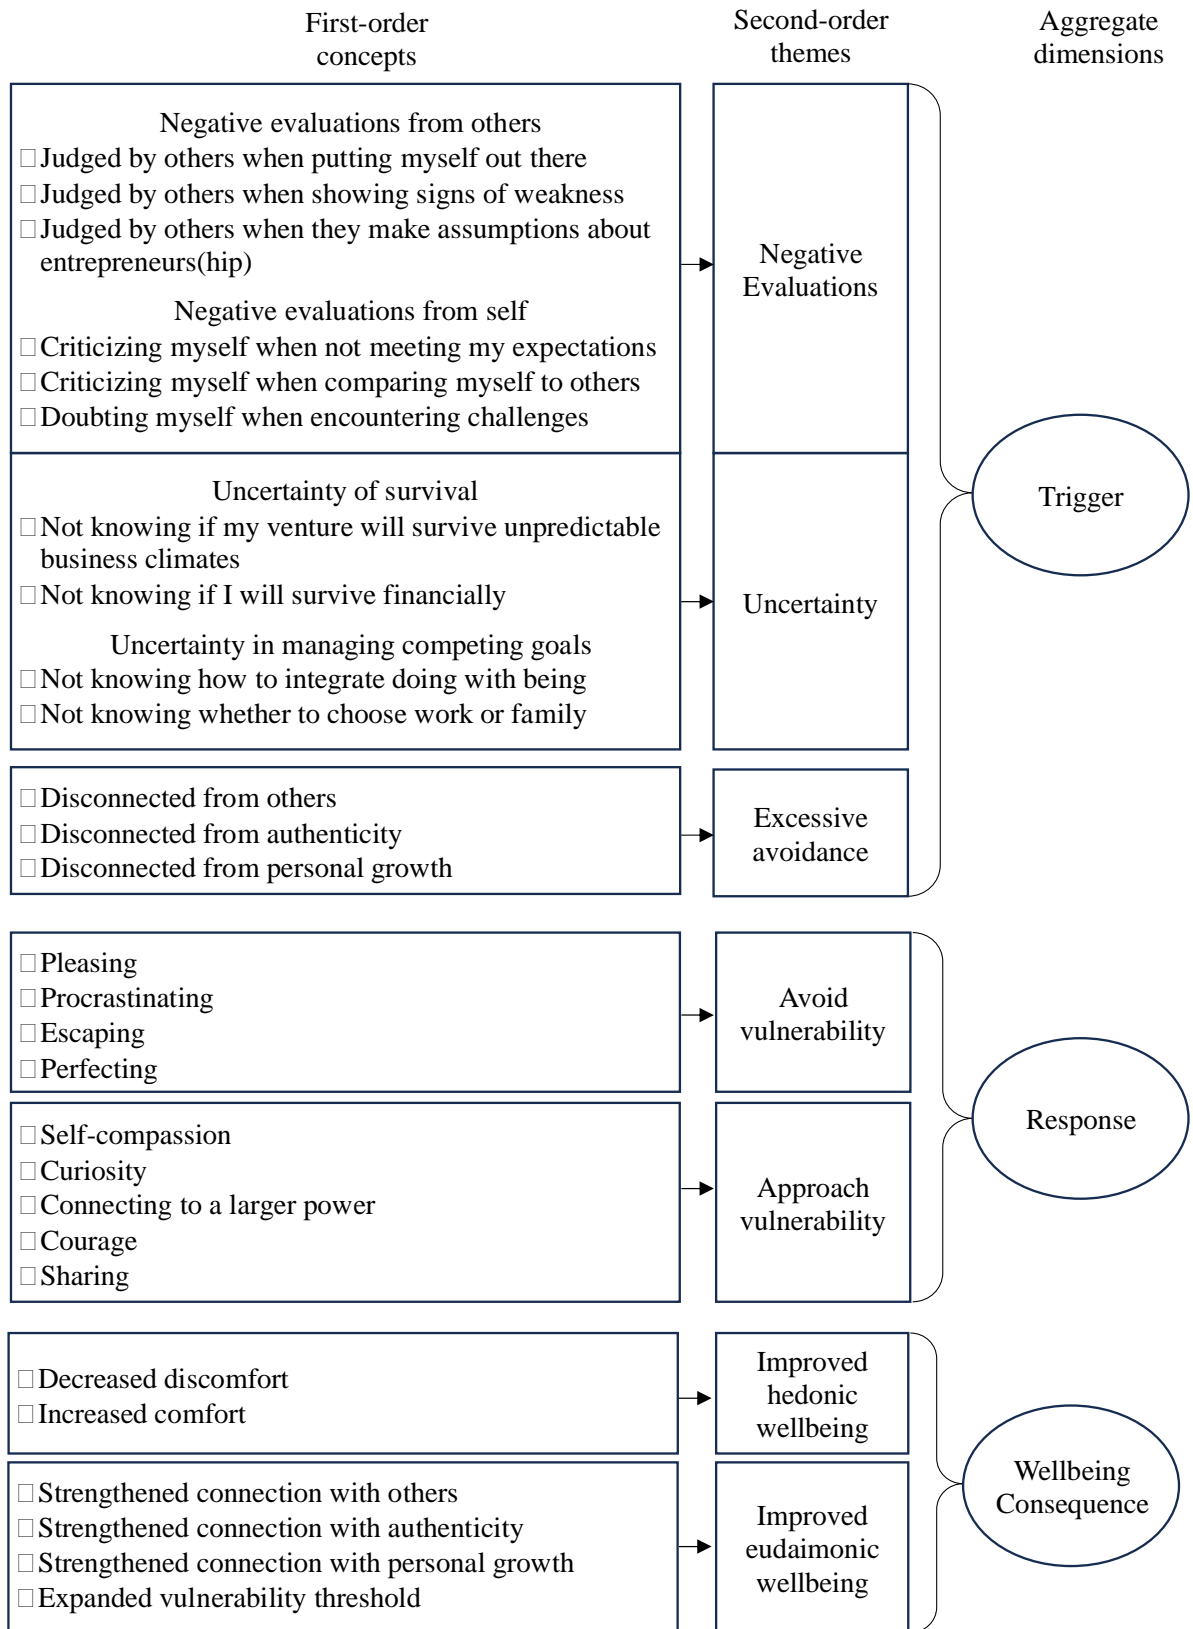 First-order
concepts
Second-order
themes
Aggregate
dimensions
Negative evaluations from others
□Judged by others when putting myself out there
□Judged by others when showing signs of weakness
□Judged by others when they make assumptions about
entrepreneurs(hip)
Negative evaluations from self
□Criticizing myself when not meeting my expectations
□Criticizing myself when comparing myself to others
□Doubting myself when encountering challenges
Negative
Evaluations
Uncertainty of survival
□Not knowing if my venture will survive unpredictable
business climates
□Not knowing if I will survive financially
Uncertainty in managing competing goals
□Not knowing how to integrate doing with being
□Not knowing whether to choose work or family
Uncertainty
□Disconnected from others
□Disconnected from authenticity
□Disconnected from personal growth
Excessive
avoidance
Trigger
□Pleasing
□Procrastinating
□Escaping
□Perfecting
Avoid
vulnerability
□Self-compassion
□Curiosity
□Connecting to a larger power
□Courage
□Sharing
Approach
vulnerability
Response
□Decreased discomfort
□Increased comfort
Improved
hedonic
wellbeing
□Strengthened connection with others
□Strengthened connection with authenticity
□Strengthened connection with personal growth
□Expanded vulnerability threshold
Improved
eudaimonic
wellbeing
Wellbeing
Consequence